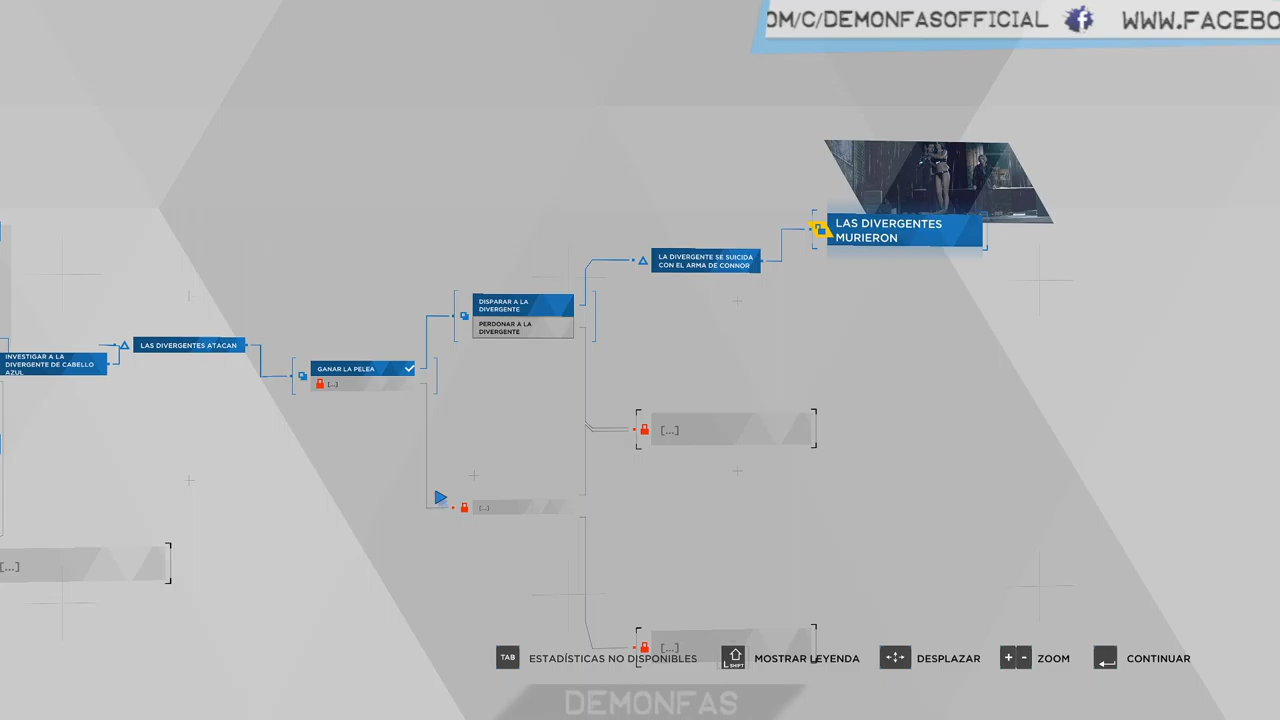 OM/C/DEMONFASOFFICIAL
WWW.FACEBO
LAS DIVERGENTES
MURIERON
LA DIVERGENTE SE SUICIDA
CON EL ARMA DE CONNOR
DISPARAR A LA
DIVERGENTE
PERDONAR A LA
DIVERGENTE
LAS DIVERGENTES ATACAN
INVESTIGAR A LA
DIVERGENTE DE CABELLO
AZUL
GANAR LA PELEA
[...]
[...]
[...]
[...]
[...]
TAB
ESTADÍSTICAS NO DISPONIBLES
L SHIFT
MOSTRAR LEYENDA
DESPLAZAR
+ -
ZOOM
CONTINUAR
DEMONFAS